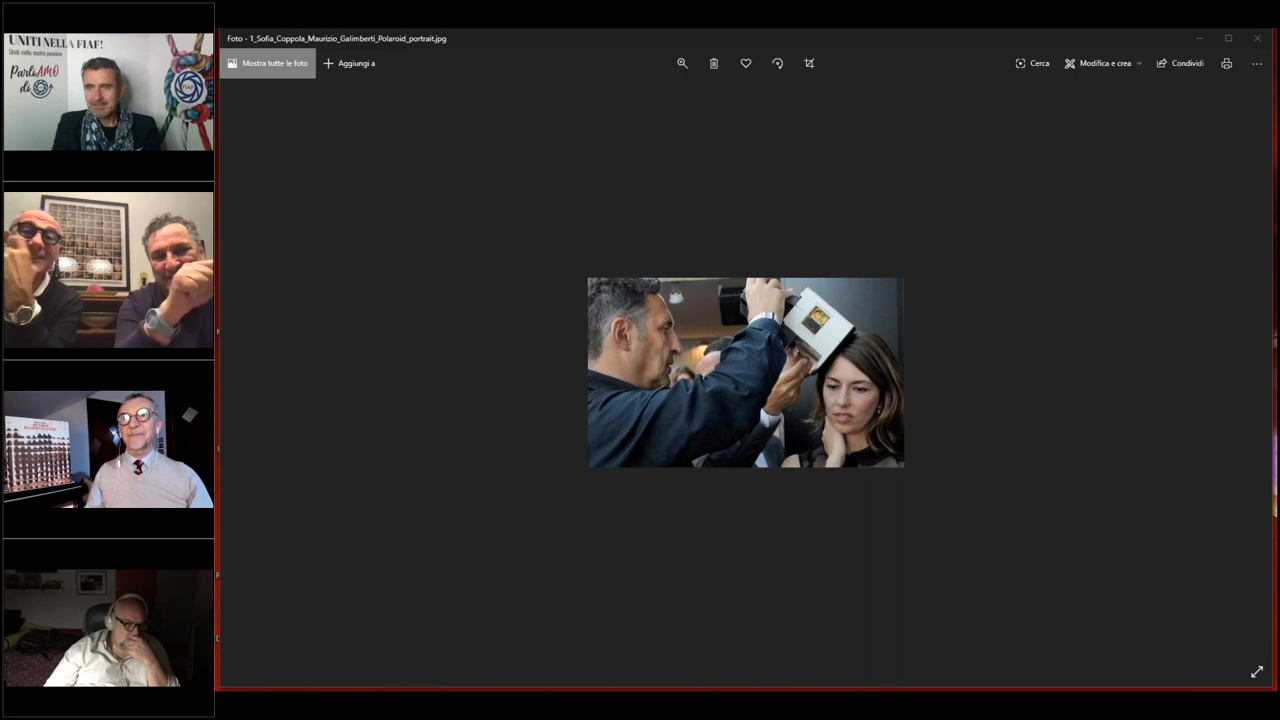 UNITI NELLA FIAF!
Uniti nella nostra passione
ParliAMO
di
FIAF
Foto - 1_Sofia_Coppola_Maurizio_Galimberti_Polaroid_portrait.jpg
Mostra tutte le foto
Aggiungi a
Cerca
Modifica e crea
Condividi